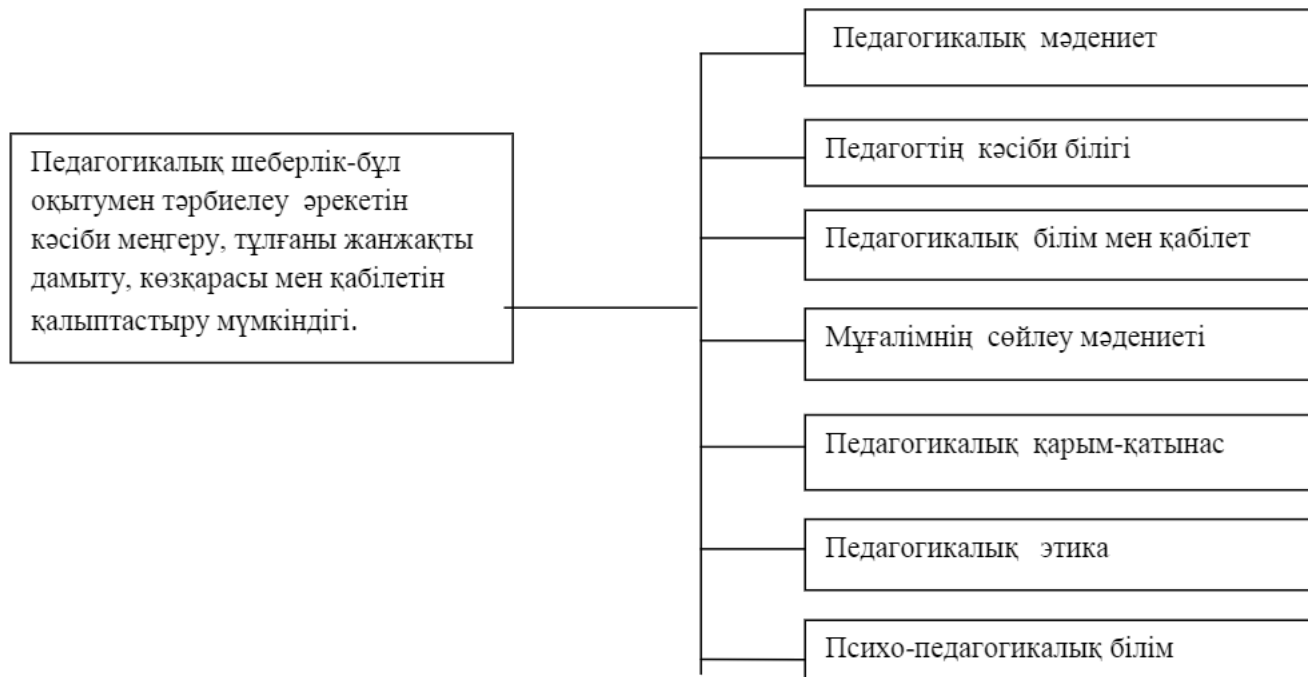 Педагогикалық шеберлік-бұл
оқытумен тәрбиелеу әрекетін
кәсіби меңгеру, тұлғаны жанжақты
дамыту, көзқарасы мен қабілетін
қалыптастыру мүмкіндігі.
Педагогикалық мәдениет
Педагогтің кәсіби білігі
Педагогикалық білім мен қабілет
Мұғалімнің сөйлеу мәдениеті
Педагогикалық қарым-қатынас
Педагогикалық этика
Психо-педагогикалық білім